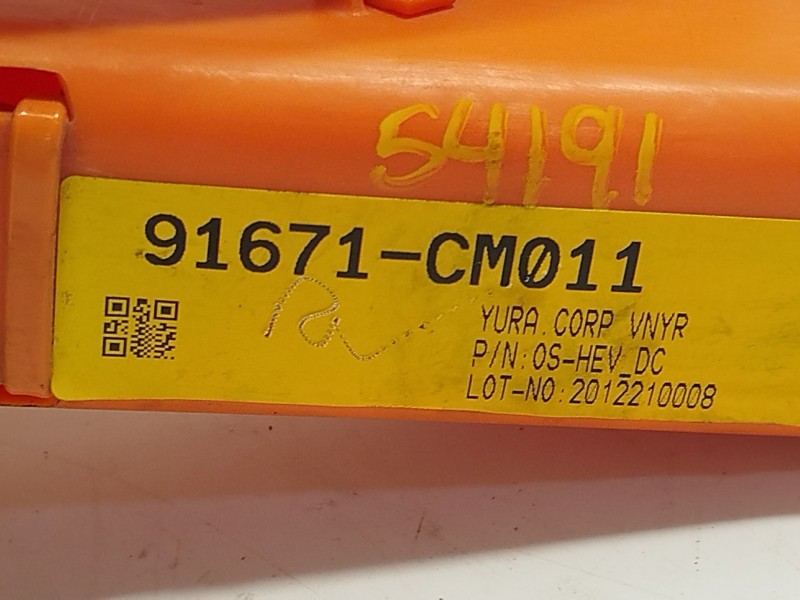 54191
91671-CM011
YURA.CORP VNYR
P/N:OS-HEV_DC
LOT-NO:2012210008